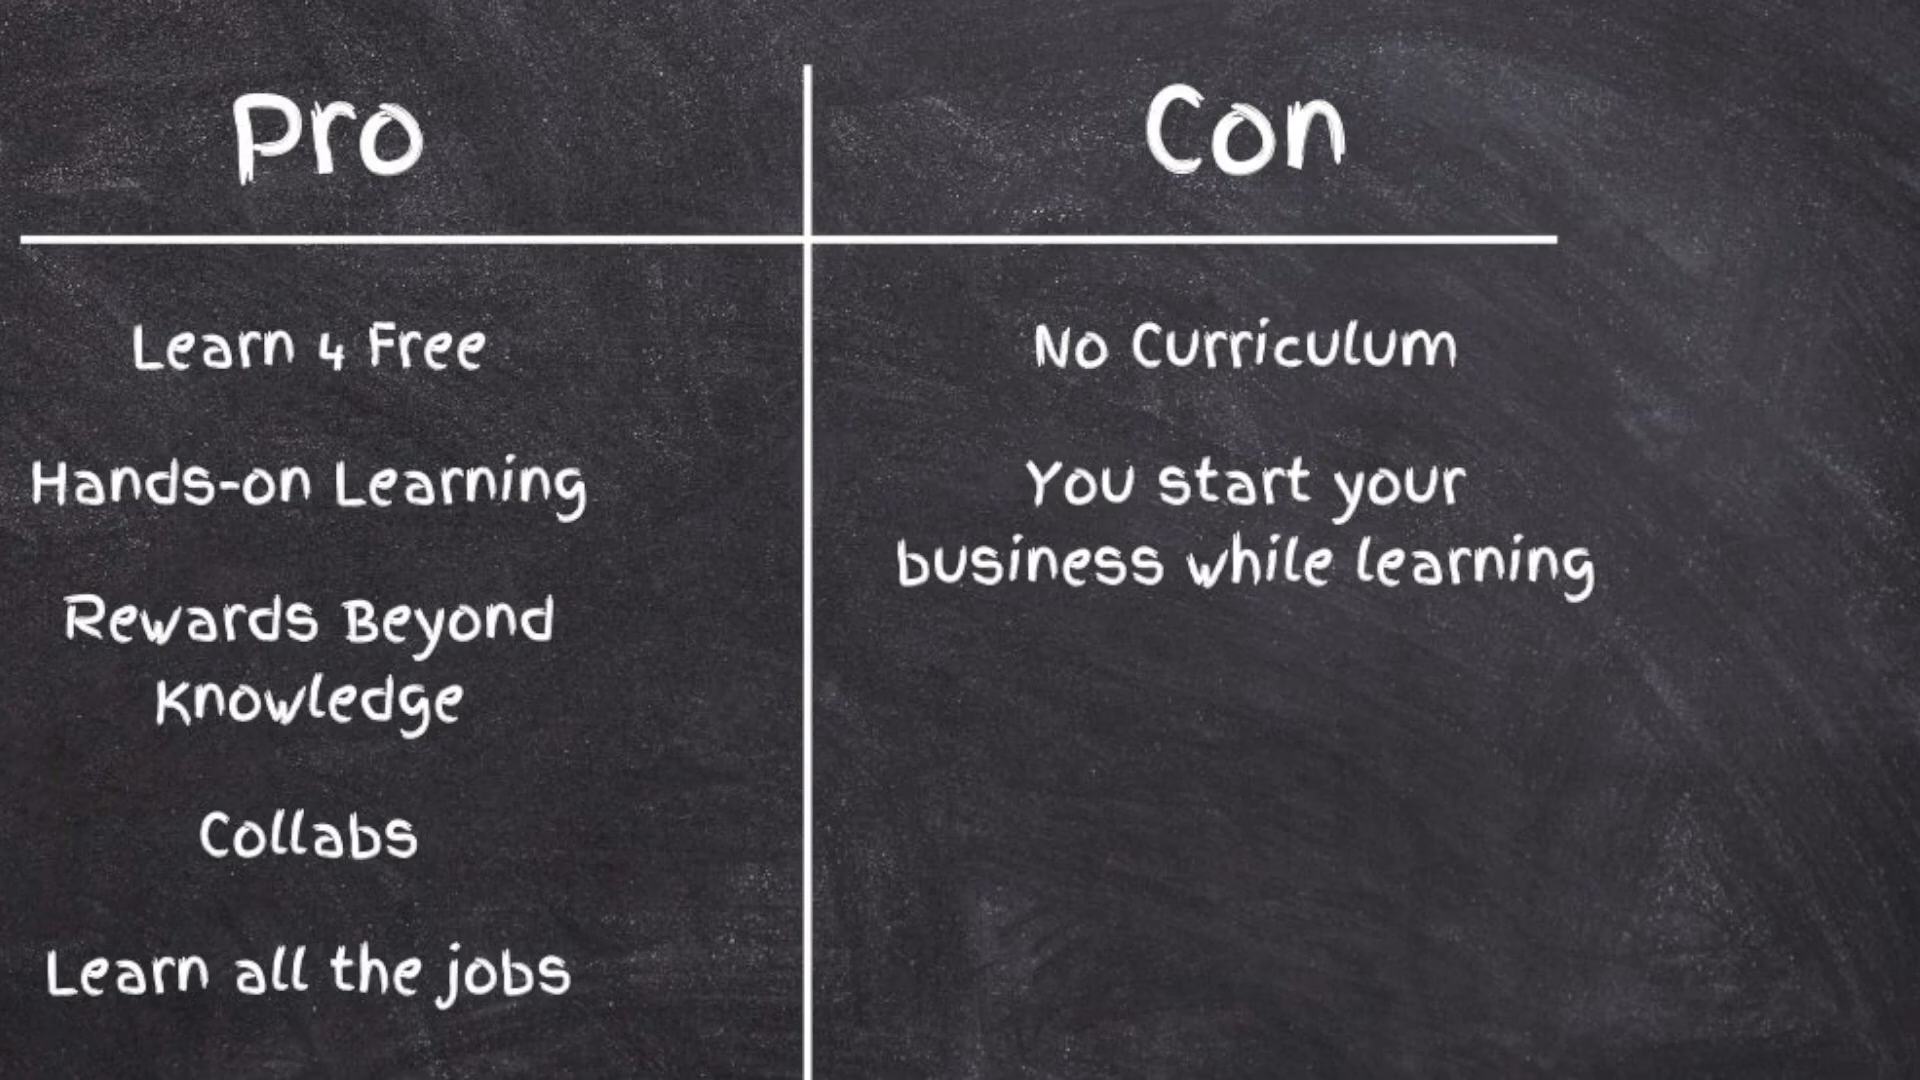 Pro
Con
Learn 4 Free
Hands-on Learning
Rewards Beyond
Knowledge
Collabs
Learn all the jobs
No Curriculum
You start your
business while learning